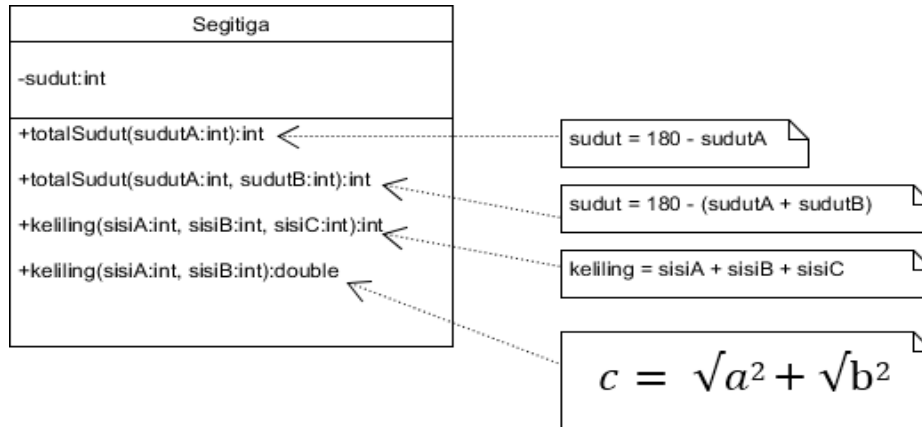 Segitiga
-sudut:int
+totalSudut(sudutA:int):int
+totalSudut(sudutA:int, sudutB:int):int
+keliling(sisiA:int, sisiB:int, sisiC:int):int
+keliling(sisiA:int, sisiB:int):double
sudut = 180 - sudutA
sudut = 180 - (sudutA + sudutB)
keliling = sisiA + sisiB + sisiC
c = √a² + √b²